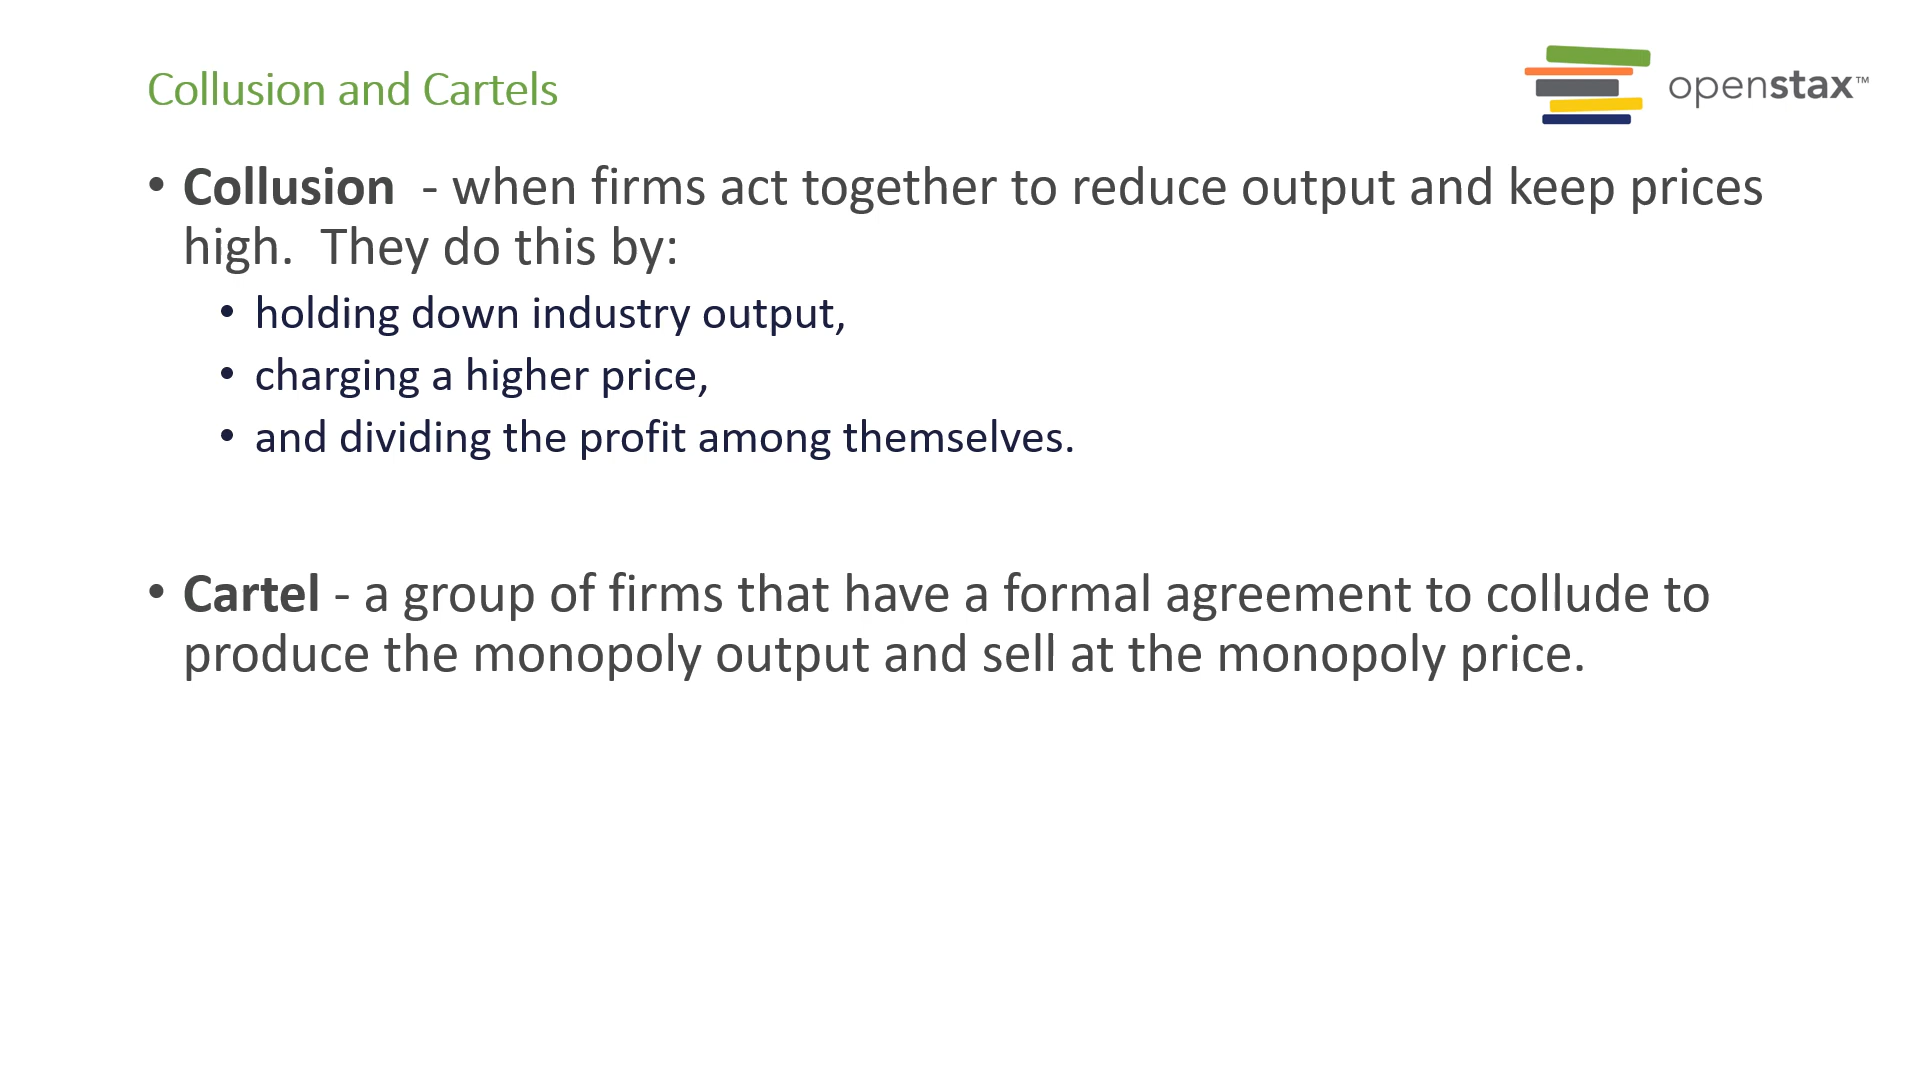 Collusion and Cartels
openstax™
• Collusion  - when firms act together to reduce output and keep prices
high.  They do this by:
• holding down industry output,
• charging a higher price,
• and dividing the profit among themselves.
• Cartel - a group of firms that have a formal agreement to collude to
produce the monopoly output and sell at the monopoly price.